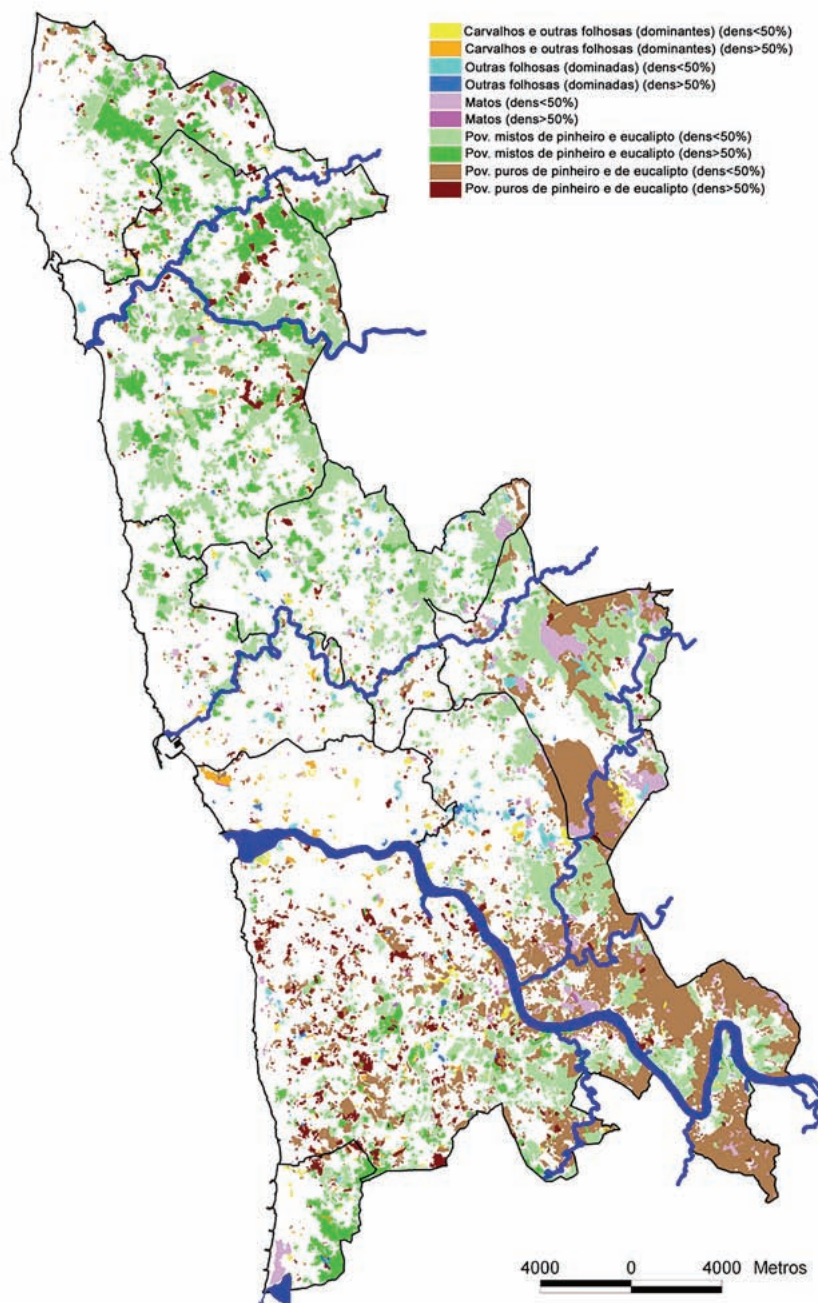 Carvalhos e outras folhosas (dominantes) (dens<50%)
Carvalhos e outras folhosas (dominantes) (dens>50%)
Outras folhosas (dominadas) (dens<50%)
Outras folhosas (dominadas) (dens>50%)
Matos (dens<50%)
Matos (dens>50%)
Pov. mistos de pinheiro e eucalipto (dens<50%)
Pov. mistos de pinheiro e eucalipto (dens>50%)
Pov. puros de pinheiro e de eucalipto (dens<50%)
Pov. puros de pinheiro e de eucalipto (dens>50%)
4000 0 4000 Metros